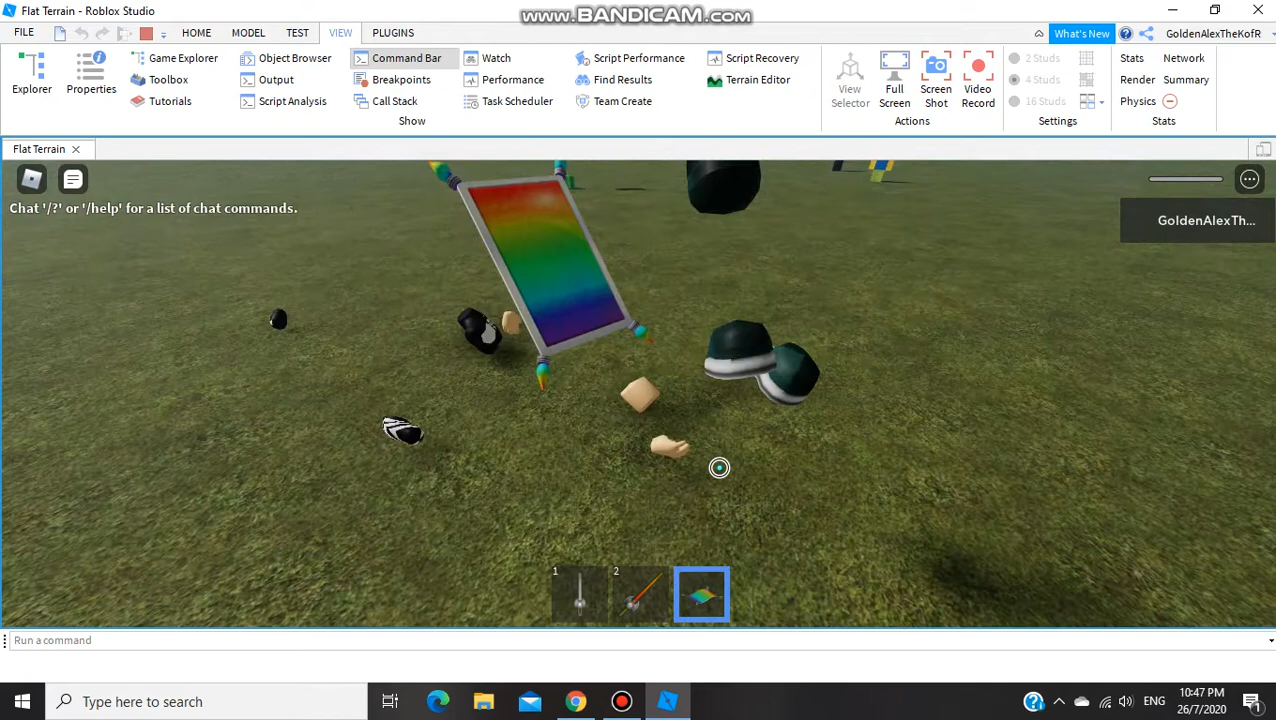 Flat Terrain - Roblox Studio
www.BANDICAM.com
FILE HOME MODEL TEST VIEW PLUGINS What's New GoldenAlexTheKofR
Explorer
Properties
Game Explorer Object Browser Command Bar Watch Script Performance Script Recovery
Toolbox Output Breakpoints Performance Find Results Terrain Editor
Tutorials Script Analysis Call Stack Task Scheduler Team Create
Show
View Selector
Full Screen
Screen Shot
Video Record
Actions
2 Studs
4 Studs
16 Studs
Settings
Stats Network
Render Summary
Physics
Stats
Flat Terrain
Chat '/?' or '/help' for a list of chat commands.
GoldenAlexTh...
1 2
Run a command
Type here to search
ENG
10:47 PM
26/7/2020
1